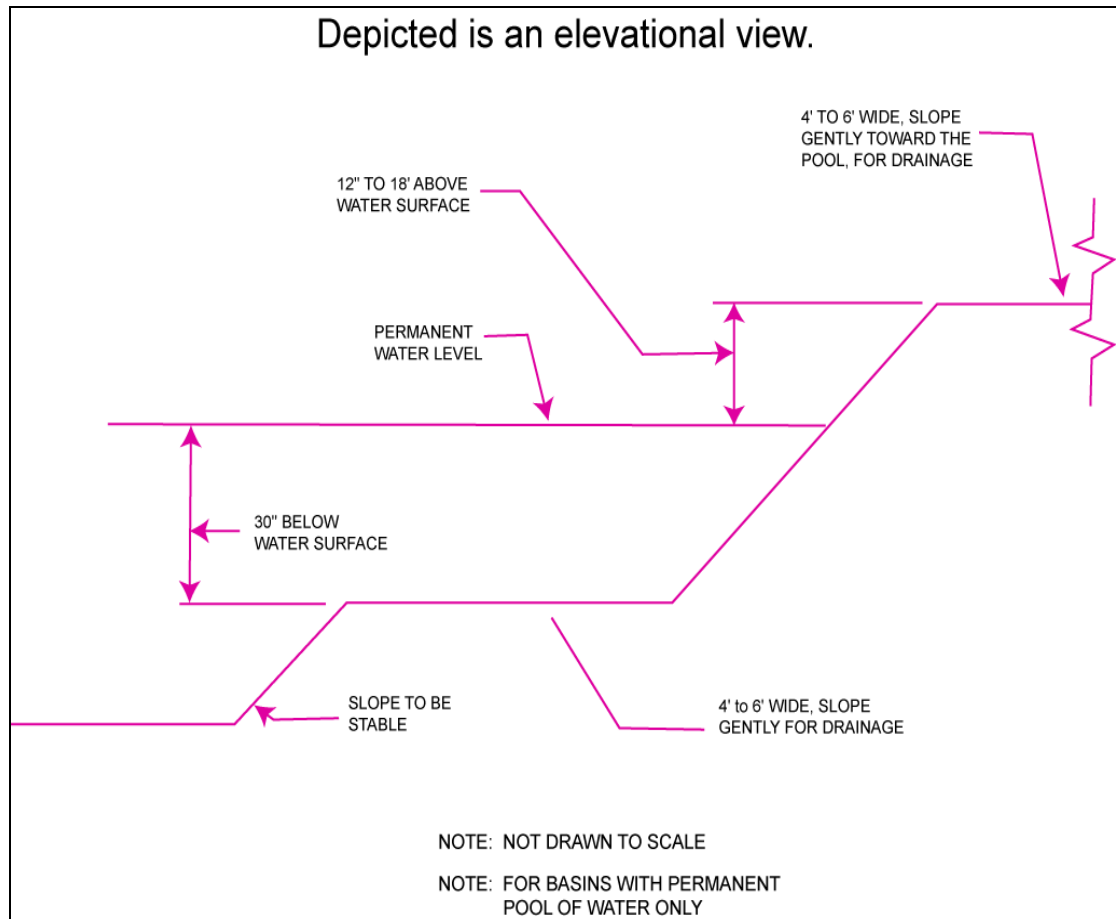 Depicted is an elevational view.
4' TO 6' WIDE, SLOPE
GENTLY TOWARD THE
POOL, FOR DRAINAGE
12" TO 18' ABOVE
WATER SURFACE
PERMANENT
WATER LEVEL
30" BELOW
WATER SURFACE
SLOPE TO BE
STABLE
4' to 6' WIDE, SLOPE
GENTLY FOR DRAINAGE
NOTE: NOT DRAWN TO SCALE
NOTE: FOR BASINS WITH PERMANENT
POOL OF WATER ONLY